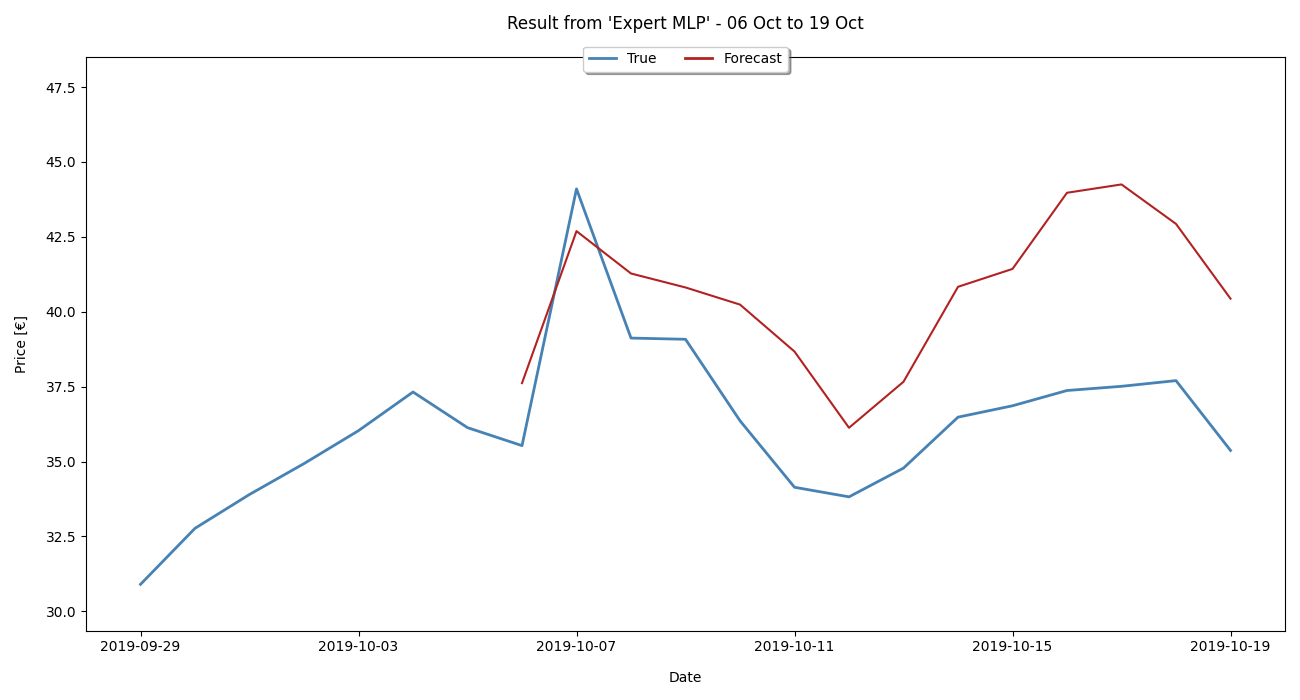 Result from 'Expert MLP' - 06 Oct to 19 Oct
True Forecast
47.5
45.0
42.5
40.0
37.5
35.0
32.5
30.0
Price [€]
2019-09-29 2019-10-03 2019-10-07 2019-10-11 2019-10-15 2019-10-19
Date